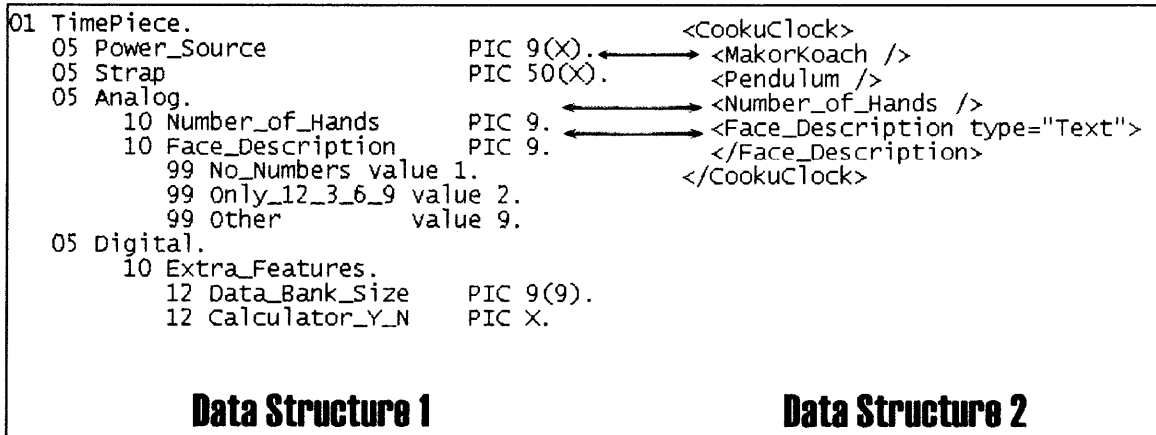 01 TimePiece.
05 Power_Source PIC 9(X).
05 Strap PIC 50(X).
05 Analog.
10 Number_of_Hands PIC 9.
10 Face_Description PIC 9.
99 No_Numbers value 1.
99 Only_12_3_6_9 value 2.
99 Other value 9.
05 Digital.
10 Extra_Features.
12 Data_Bank_Size PIC 9(9).
12 Calculator_Y_N PIC X.
Data Structure 1
<CookuClock>
<MakorKoach />
<Pendulum />
<Number_of_Hands />
<Face_Description type="Text">
</Face_Description>
</CookuClock>
Data Structure 2